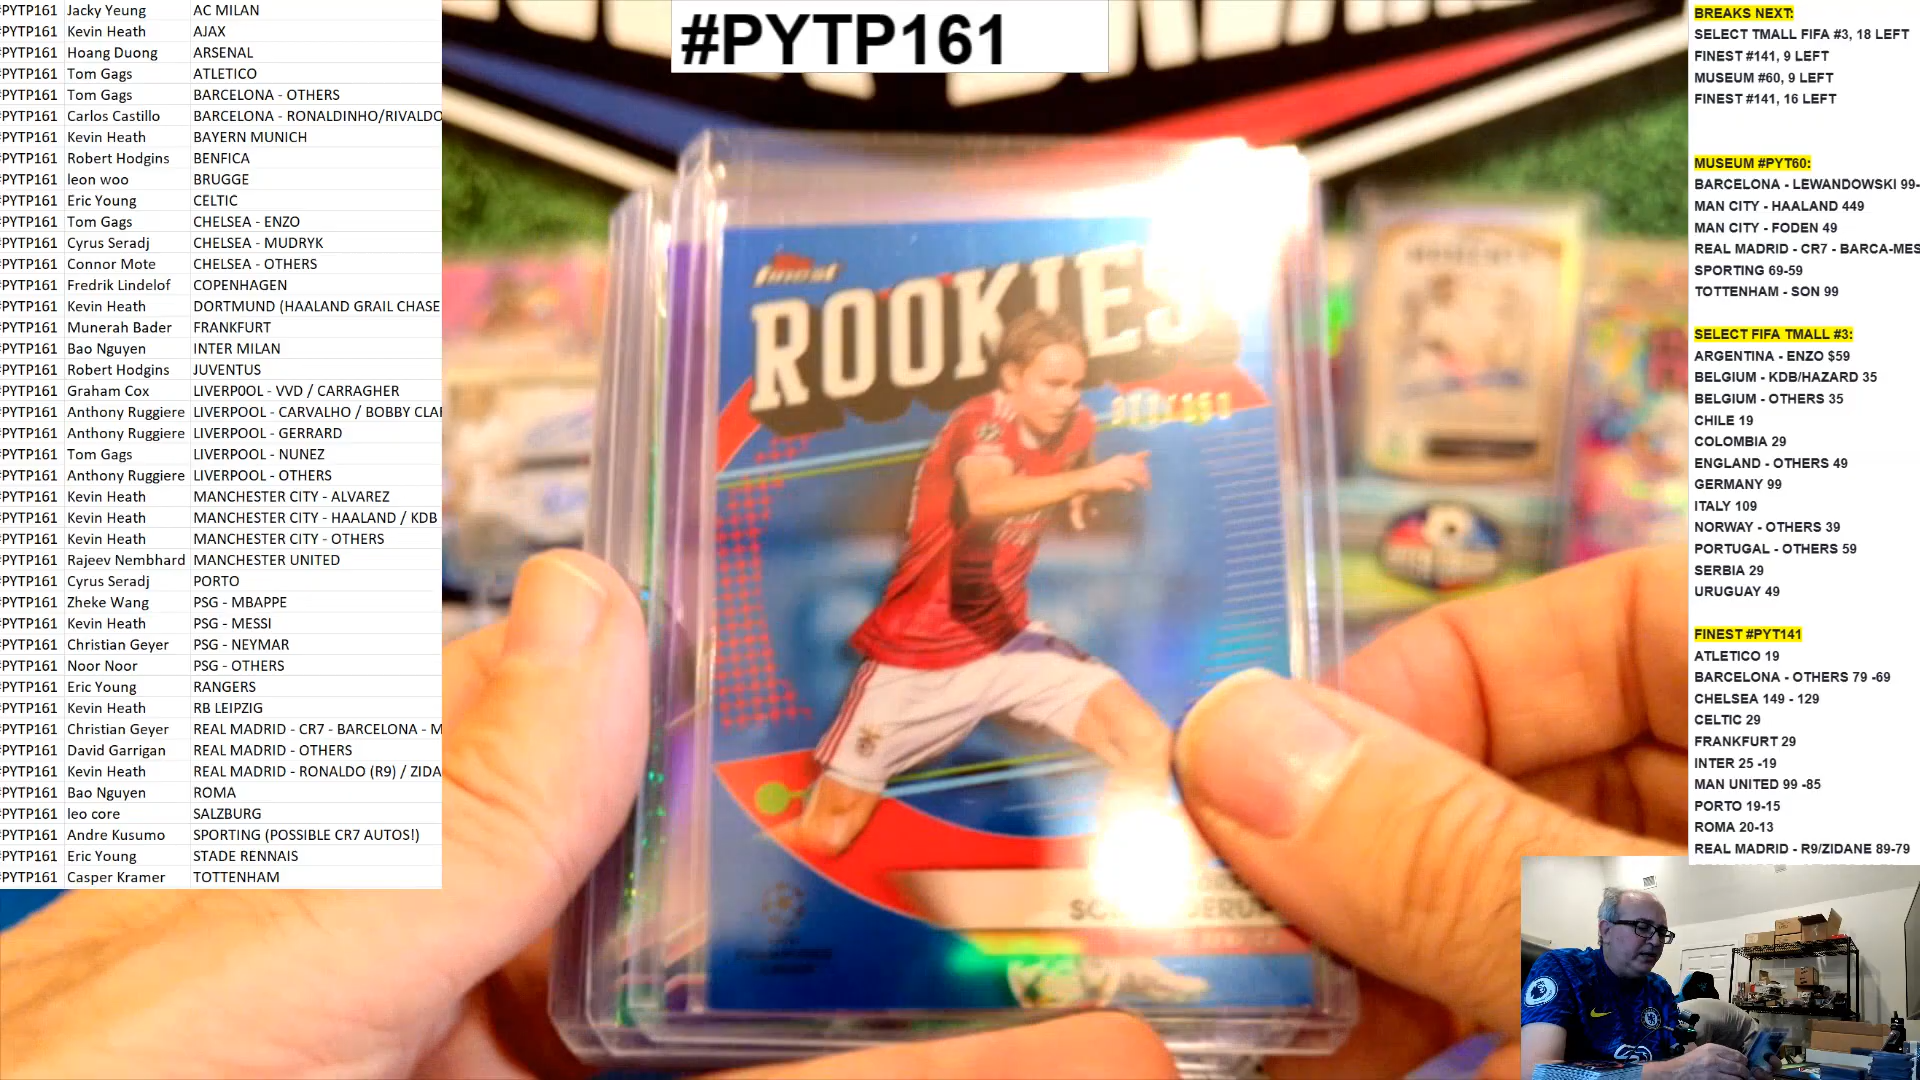 #PYTP161 Jacky Yeung AC MILAN
#PYTP161 Kevin Heath AJAX
#PYTP161 Hoang Duong ARSENAL
#PYTP161 Tom Gags ATLETICO
#PYTP161 Tom Gags BARCELONA - OTHERS
#PYTP161 Carlos Castillo BARCELONA - RONALDINHO/RIVALDO
#PYTP161 Kevin Heath BAYERN MUNICH
#PYTP161 Robert Hodgins BENFICA
#PYTP161 leon woo BRUGGE
#PYTP161 Eric Young CELTIC
#PYTP161 Tom Gags CHELSEA - ENZO
#PYTP161 Cyrus Seradj CHELSEA - MUDRYK
#PYTP161 Connor Mote CHELSEA - OTHERS
#PYTP161 Fredrik Lindelof COPENHAGEN
#PYTP161 Kevin Heath DORTMUND (HAALAND GRAIL CHASE
#PYTP161 Munerah Bader FRANKFURT
#PYTP161 Bao Nguyen INTER MILAN
#PYTP161 Robert Hodgins JUVENTUS
#PYTP161 Graham Cox LIVERP0OL - VVD / CARRAGHER
#PYTP161 Anthony Ruggiere LIVERPOOL - CARVALHO / BOBBY CLA
#PYTP161 Anthony Ruggiere LIVERPOOL - GERRARD
#PYTP161 Tom Gags LIVERPOOL - NUNEZ
#PYTP161 Anthony Ruggiere LIVERPOOL - OTHERS
#PYTP161 Kevin Heath MANCHESTER CITY - ALVAREZ
#PYTP161 Kevin Heath MANCHESTER CITY - HAALAND / KDB
#PYTP161 Kevin Heath MANCHESTER CITY - OTHERS
#PYTP161 Rajeev Nembhard MANCHESTER UNITED
#PYTP161 Cyrus Seradj PORTO
#PYTP161 Zheke Wang PSG - MBAPPE
#PYTP161 Kevin Heath PSG - MESSI
#PYTP161 Christian Geyer PSG - NEYMAR
#PYTP161 Noor Noor PSG - OTHERS
#PYTP161 Eric Young RANGERS
#PYTP161 Kevin Heath RB LEIPZIG
#PYTP161 Christian Geyer REAL MADRID - CR7 - BARCELONA - M
#PYTP161 David Garrigan REAL MADRID - OTHERS
#PYTP161 Kevin Heath REAL MADRID - RONALDO (R9) / ZIDA
#PYTP161 Bao Nguyen ROMA
#PYTP161 leo core SALZBURG
#PYTP161 Andre Kusumo SPORTING (POSSIBLE CR7 AUTOS!)
#PYTP161 Eric Young STADE RENNAIS
#PYTP161 Casper Kramer TOTTENHAM
#PYTP161
finest
ROOKIES
BREAKS NEXT:
SELECT TMALL FIFA #3, 18 LEFT
FINEST #141, 9 LEFT
MUSEUM #60, 9 LEFT
FINEST #141, 16 LEFT
MUSEUM #PYT60:
BARCELONA - LEWANDOWSKI 99-
MAN CITY - HAALAND 449
MAN CITY - FODEN 49
REAL MADRID - CR7 - BARCA-MES
SPORTING 69-59
TOTTENHAM - SON 99
SELECT FIFA TMALL #3:
ARGENTINA - ENZO $59
BELGIUM - KDB/HAZARD 35
BELGIUM - OTHERS 35
CHILE 19
COLOMBIA 29
ENGLAND - OTHERS 49
GERMANY 99
ITALY 109
NORWAY - OTHERS 39
PORTUGAL - OTHERS 59
SERBIA 29
URUGUAY 49
FINEST #PYT141
ATLETICO 19
BARCELONA - OTHERS 79 -69
CHELSEA 149 - 129
CELTIC 29
FRANKFURT 29
INTER 25 -19
MAN UNITED 99 -85
PORTO 19-15
ROMA 20-13
REAL MADRID - R9/ZIDANE 89-79